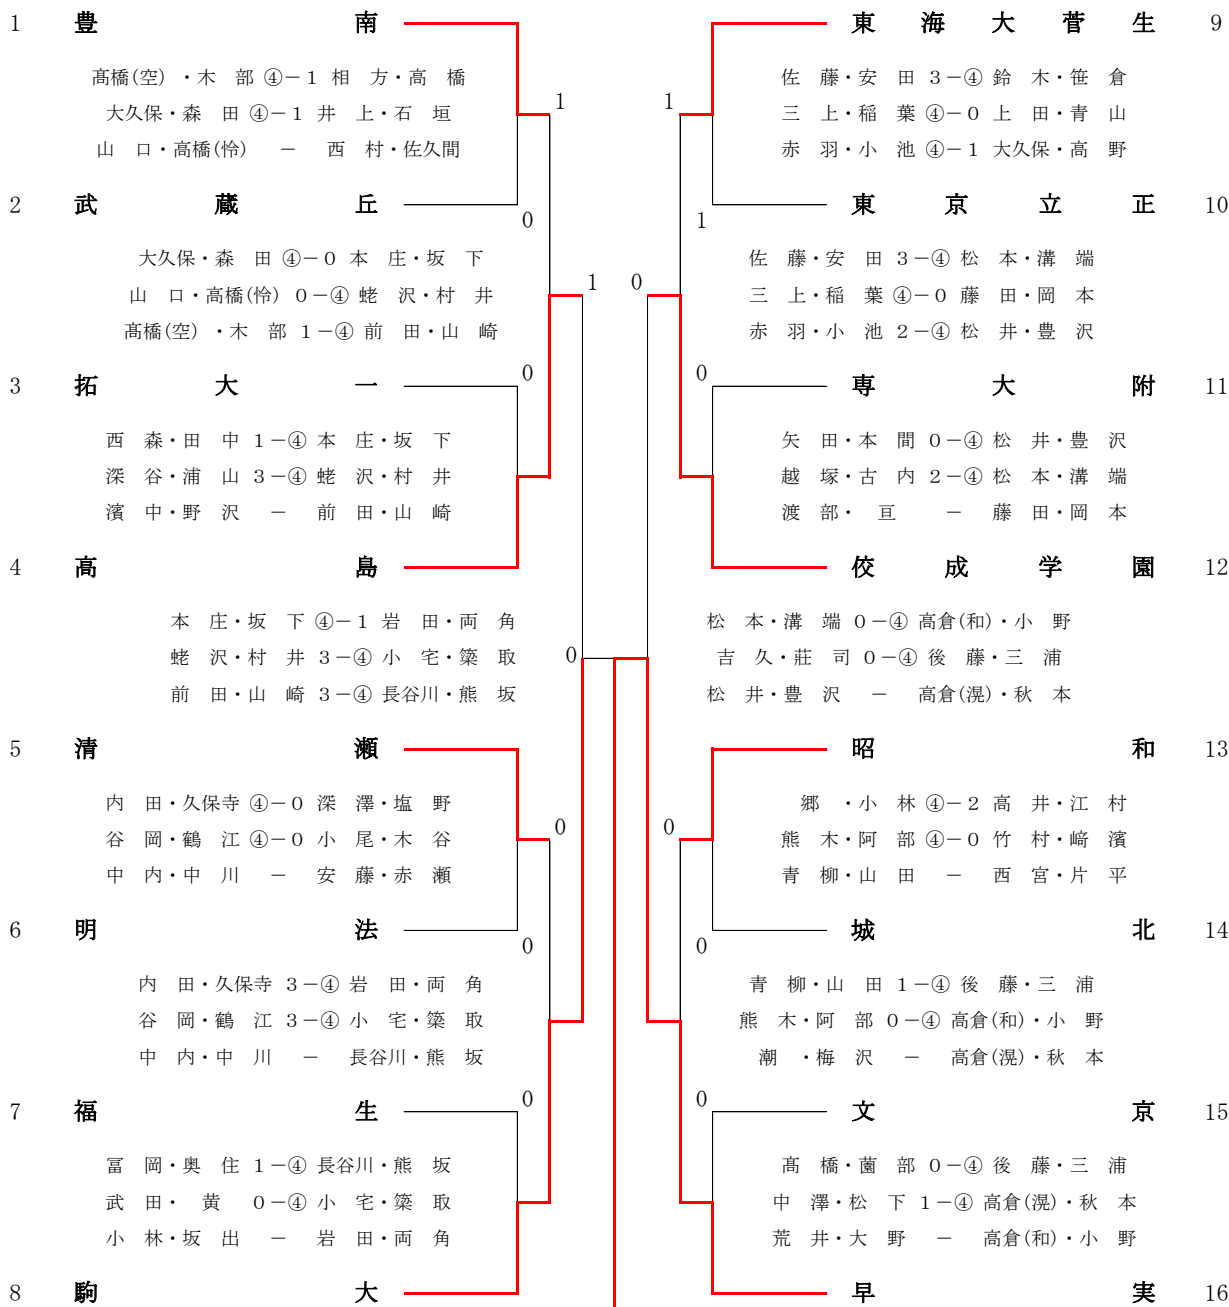 1 豊南
髙橋(空)・木部 ④－1 相方・高橋
大久保・森田 ④－1 井上・石垣
山口・高橋(怜) － 西村・佐久間
1
2 武蔵丘
0
大久保・森田 ④－0 本庄・坂下
山口・高橋(怜) 0－④ 蛯沢・村井
髙橋(空)・木部 1－④ 前田・山崎
1
3 拓大一
0
西森・田中 1－④ 本庄・坂下
深谷・浦山 3－④ 蛯沢・村井
濱中・野沢 － 前田・山崎
4 高島
本庄・坂下 ④－1 岩田・両角
蛯沢・村井 3－④ 小宅・簗取
前田・山崎 3－④ 長谷川・熊坂
0
5 清瀬
内田・久保寺 ④－0 深澤・塩野
谷岡・鶴江 ④－0 小尾・木谷
中内・中川 － 安藤・赤瀬
0
6 明法
0
内田・久保寺 3－④ 岩田・両角
谷岡・鶴江 3－④ 小宅・簗取
中内・中川 － 長谷川・熊坂
7 福生
0
冨岡・奥住 1－④ 長谷川・熊坂
武田・黄 0－④ 小宅・簗取
小林・坂出 － 岩田・両角
8 駒大
東海大菅生 9
佐藤・安田 3－④ 鈴木・笹倉
三上・稲葉 ④－0 上田・青山
赤羽・小池 ④－1 大久保・高野
1
東京立正 10
1
佐藤・安田 3－④ 松本・溝端
三上・稲葉 ④－0 藤田・岡本
赤羽・小池 2－④ 松井・豊沢
0
専大附 11
0
矢田・本間 0－④ 松井・豊沢
越塚・古内 2－④ 松本・溝端
渡部・亘 － 藤田・岡本
佼成学園 12
松本・溝端 0－④ 高倉(和)・小野
吉久・莊司 0－④ 後藤・三浦
松井・豊沢 － 高倉(滉)・秋本
昭和 13
郷・小林 ④－2 高井・江村
熊木・阿部 ④－0 竹村・﨑濱
青柳・山田 － 西宮・片平
0
城北 14
0
青柳・山田 1－④ 後藤・三浦
熊木・阿部 0－④ 高倉(和)・小野
潮・梅沢 － 高倉(滉)・秋本
文京 15
0
髙橋・薗部 0－④ 後藤・三浦
中澤・松下 1－④ 高倉(滉)・秋本
荒井・大野 － 高倉(和)・小野
早実 16